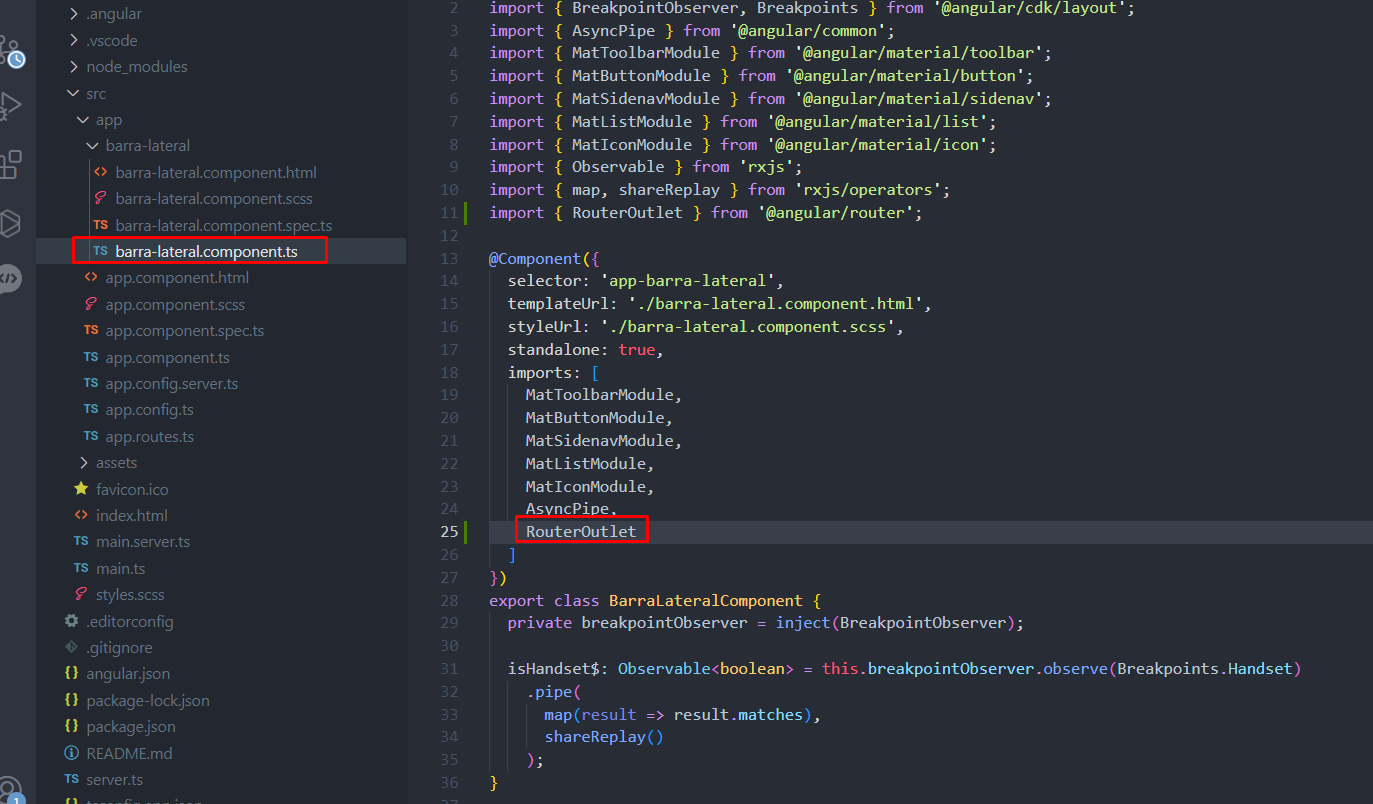 .angular
.vscode
node_modules
src
app
barra-lateral
barra-lateral.component.html
barra-lateral.component.scss
TS barra-lateral.component.spec.ts
TS barra-lateral.component.ts
app.component.html
app.component.scss
TS app.component.spec.ts
TS app.component.ts
TS app.config.server.ts
TS app.config.ts
TS app.routes.ts
assets
favicon.ico
index.html
TS main.server.ts
TS main.ts
styles.scss
.editorconfig
.gitignore
{} angular.json
{} package-lock.json
{} package.json
README.md
TS server.ts
1
2 import { BreakpointObserver, Breakpoints } from '@angular/cdk/layout';
3 import { AsyncPipe } from '@angular/common';
4 import { MatToolbarModule } from '@angular/material/toolbar';
5 import { MatButtonModule } from '@angular/material/button';
6 import { MatSidenavModule } from '@angular/material/sidenav';
7 import { MatListModule } from '@angular/material/list';
8 import { MatIconModule } from '@angular/material/icon';
9 import { Observable } from 'rxjs';
10 import { map, shareReplay } from 'rxjs/operators';
11 import { RouterOutlet } from '@angular/router';
12
13 @Component({
14 selector: 'app-barra-lateral',
15 templateUrl: './barra-lateral.component.html',
16 styleUrl: './barra-lateral.component.scss',
17 standalone: true,
18 imports: [
19 MatToolbarModule,
20 MatButtonModule,
21 MatSidenavModule,
22 MatListModule,
23 MatIconModule,
24 AsyncPipe,
25 RouterOutlet
26 ]
27 })
28 export class BarraLateralComponent {
29 private breakpointObserver = inject(BreakpointObserver);
30
31 isHandset$: Observable<boolean> = this.breakpointObserver.observe(Breakpoints.Handset)
32 .pipe(
33 map(result => result.matches),
34 shareReplay()
35 );
36 }